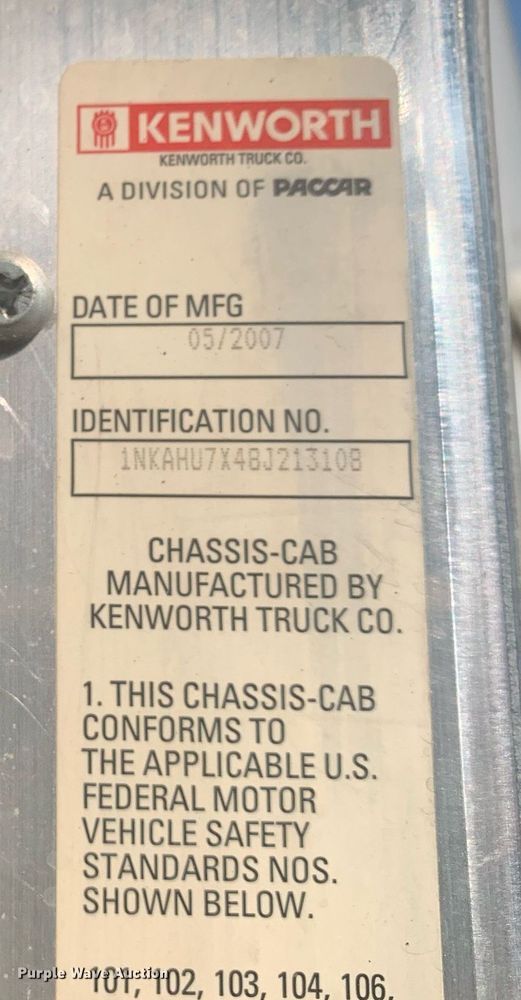 KENWORTH
KENWORTH TRUCK CO.
A DIVISION OF PACCAR
DATE OF MFG
05/2007
IDENTIFICATION NO.
1NKAHU7X48J213108
CHASSIS-CAB
MANUFACTURED BY
KENWORTH TRUCK CO.
1. THIS CHASSIS-CAB
CONFORMS TO
THE APPLICABLE U.S.
FEDERAL MOTOR
VEHICLE SAFETY
STANDARDS NOS.
SHOWN BELOW.
101, 102, 103, 104, 106,
Purple Wave Auction